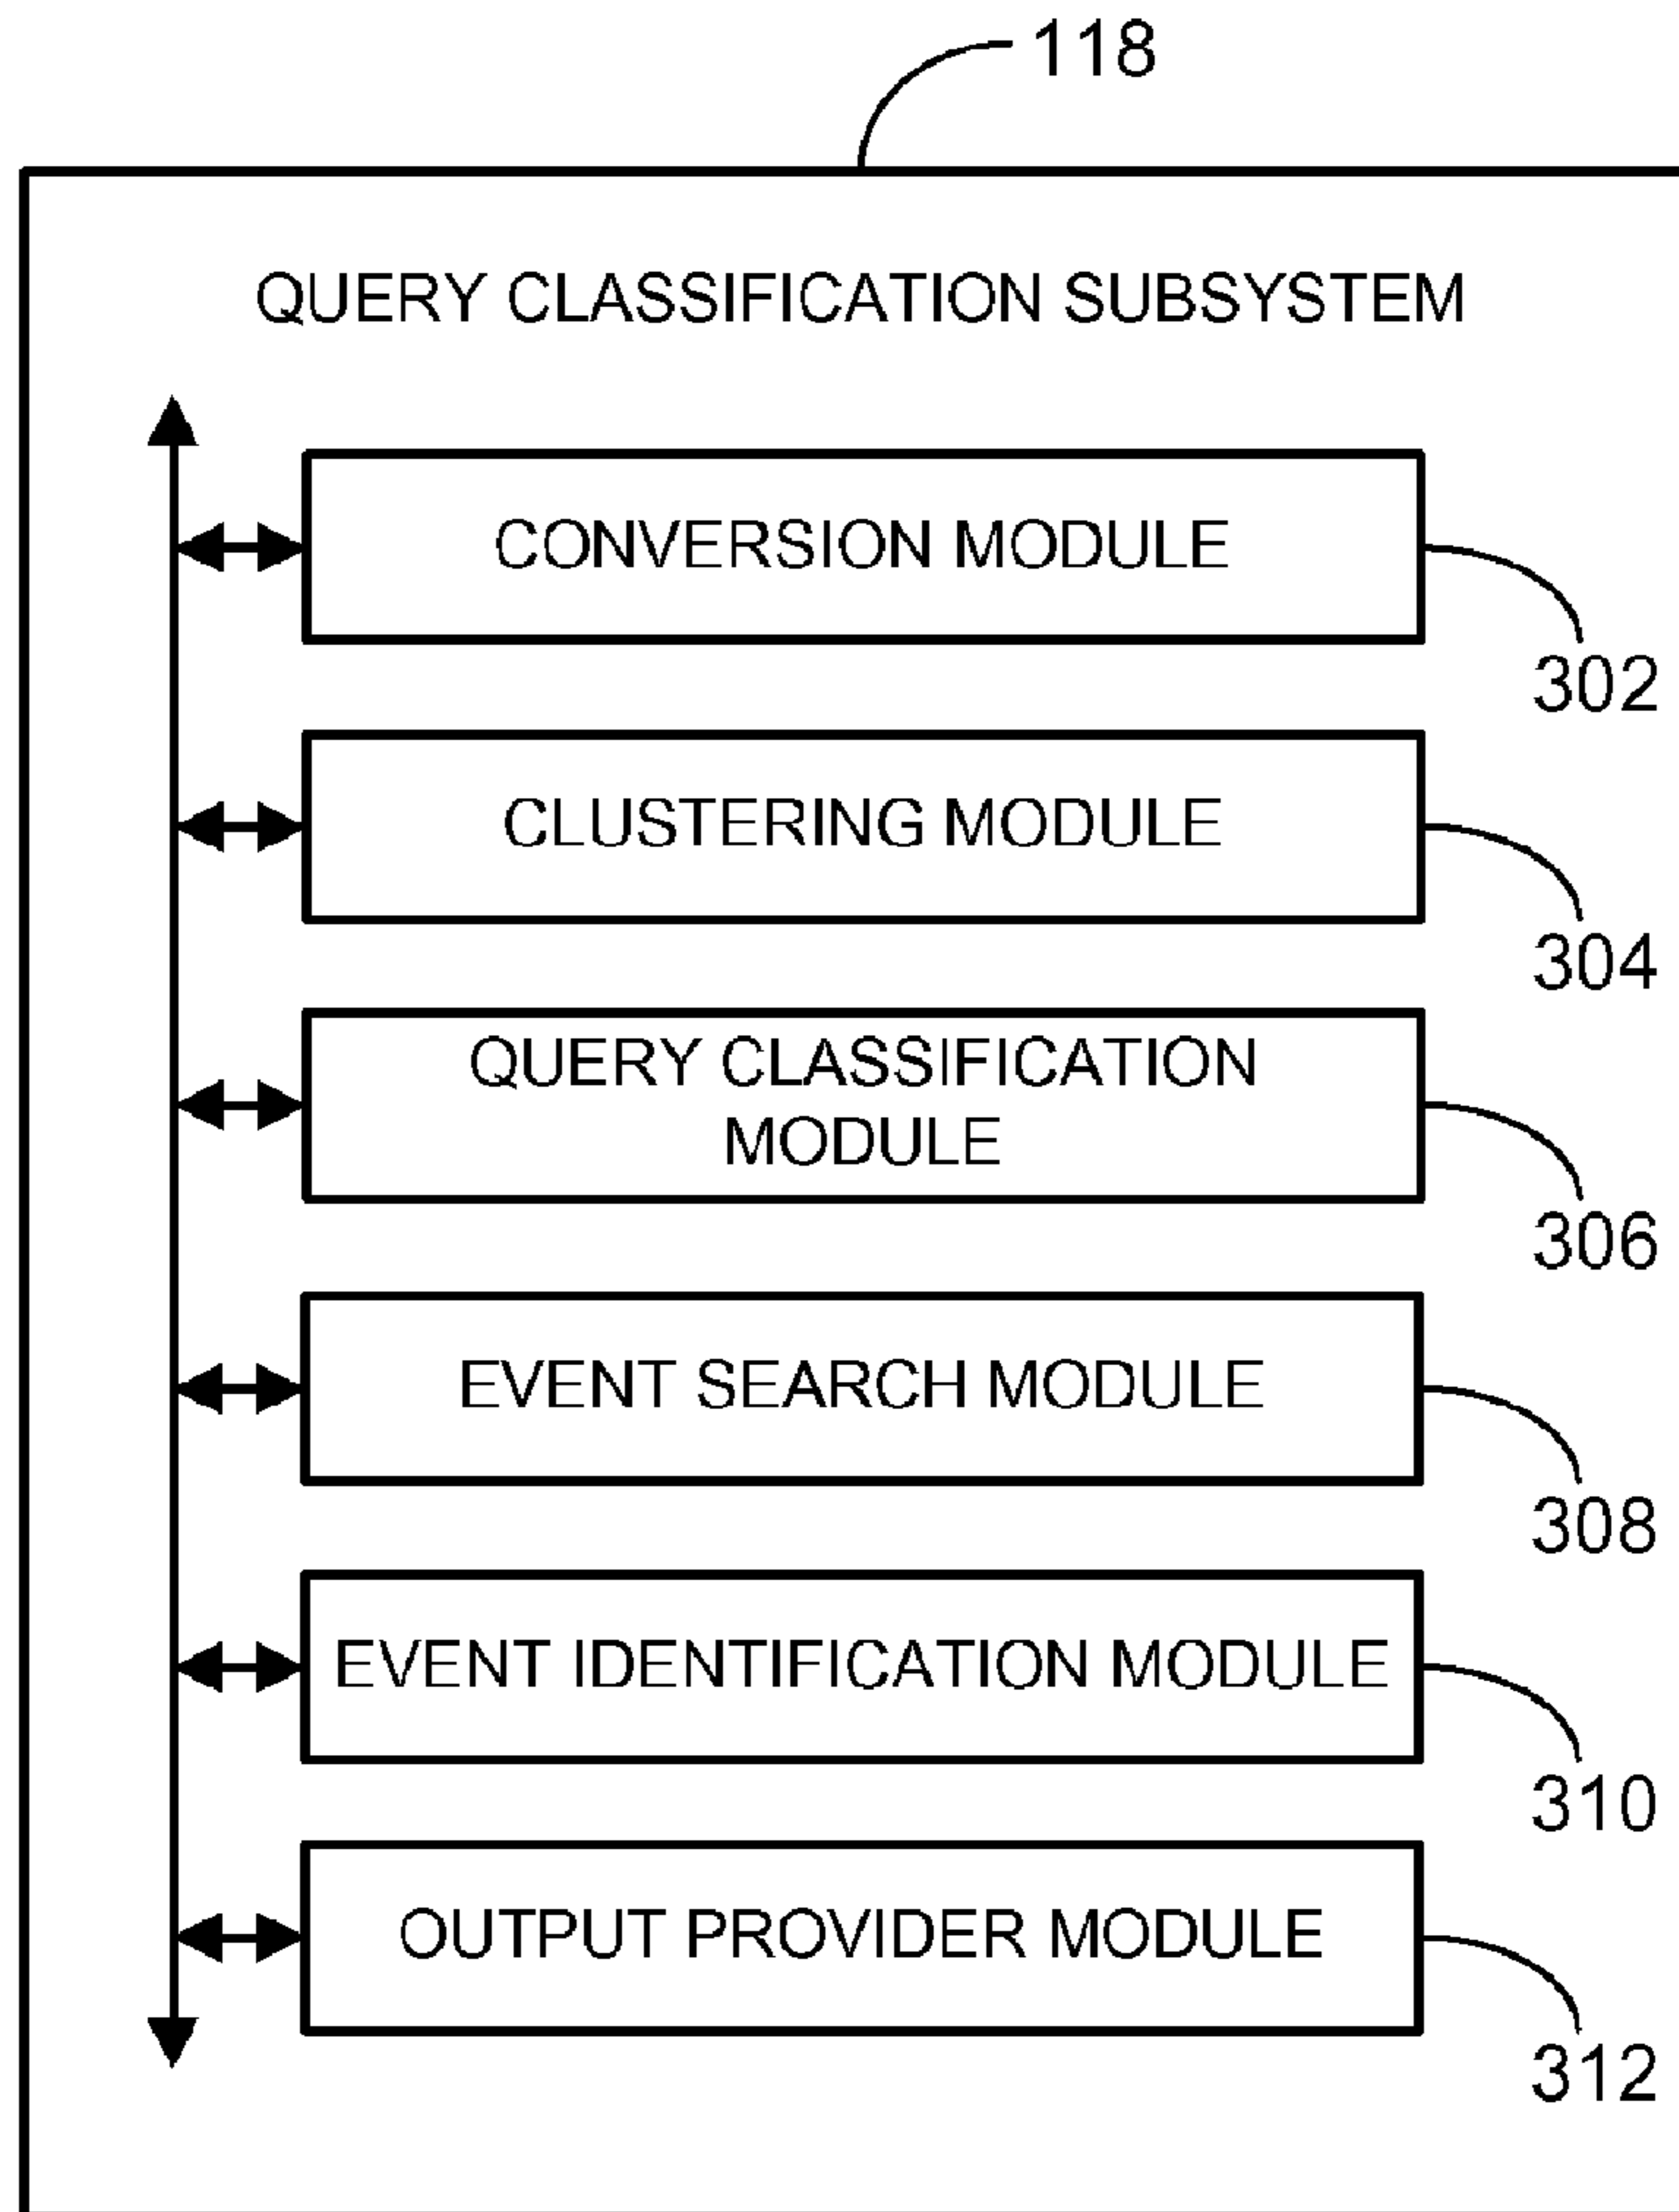 118
QUERY CLASSIFICATION SUBSYSTEM
CONVERSION MODULE
302
CLUSTERING MODULE
304
QUERY CLASSIFICATION
MODULE
306
EVENT SEARCH MODULE
308
EVENT IDENTIFICATION MODULE
310
OUTPUT PROVIDER MODULE
312